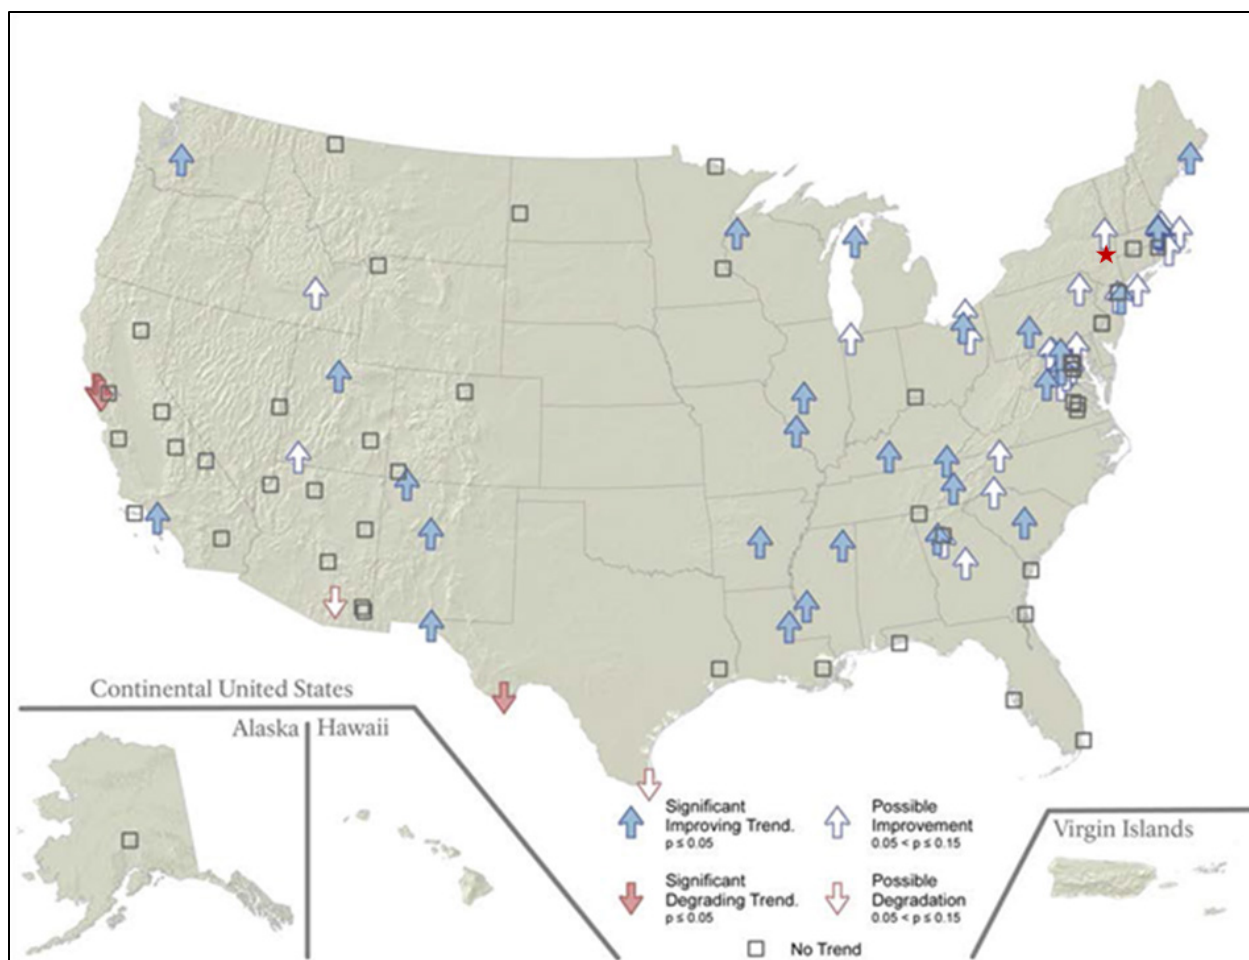 Continental United States
Alaska
Hawaii
Significant
Improving Trend.
p ≤ 0.05
Possible
Improvement
0.05 < p ≤ 0.15
Significant
Degrading Trend.
p ≤ 0.05
Possible
Degradation
0.05 < p ≤ 0.15
No Trend
Virgin Islands